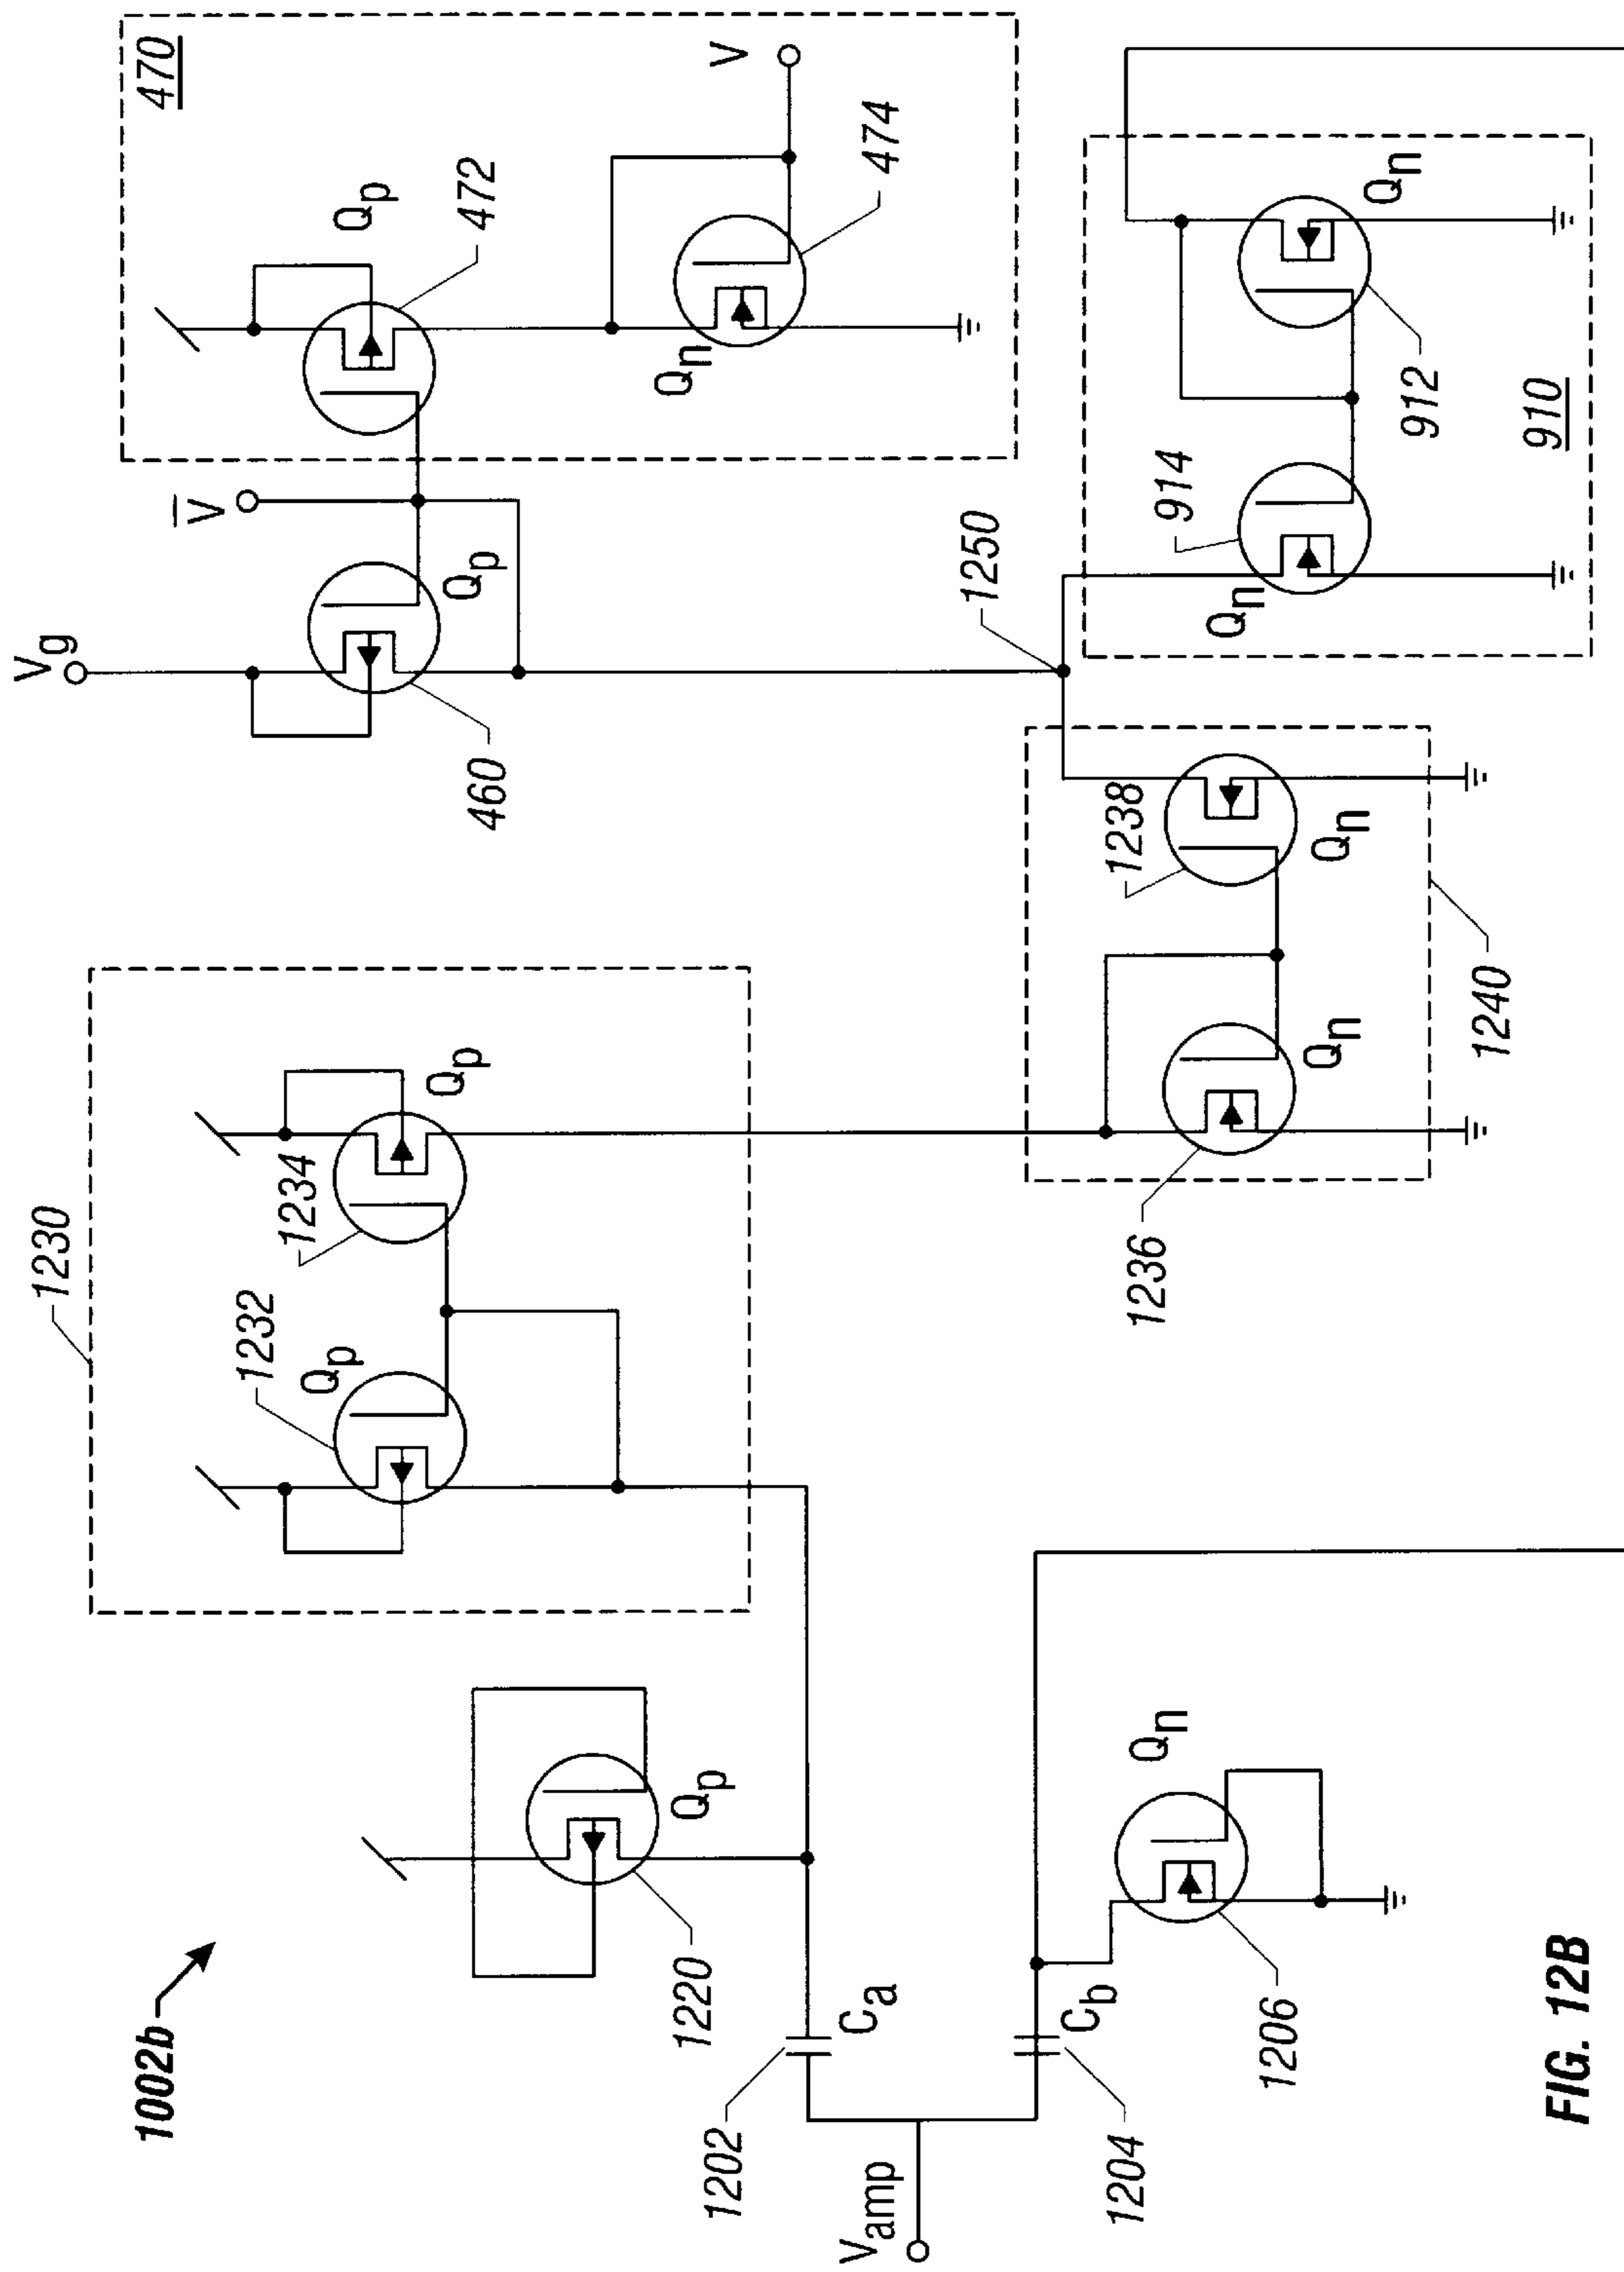 1002b
FIG. 12B
Vamp
1202
Ca
1204
Cb
1220
Qp
1206
Qn
1230
1232
Qp
1234
Qp
1236
Qn
1238
Qn
1240
1250
Vg
460
Qp
V̅
470
472
Qp
474
Qn
V
914
Qn
912
Qn
910